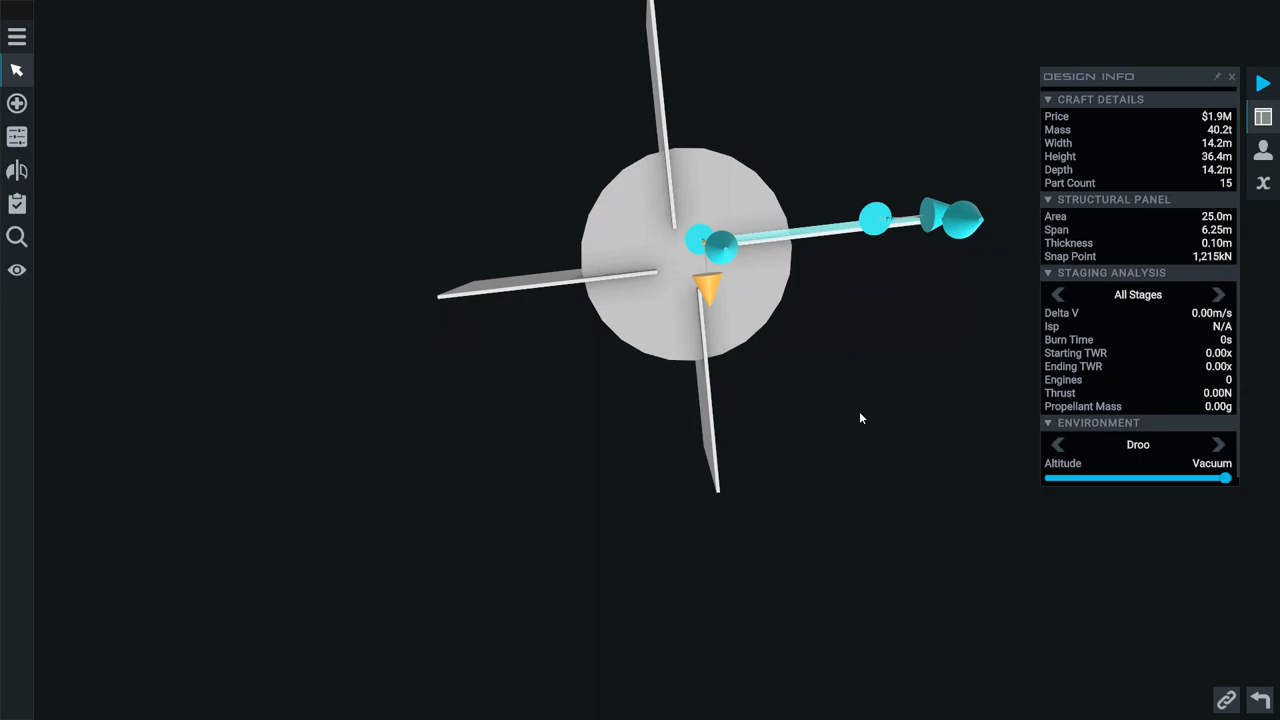 DESIGN INFO
CRAFT DETAILS
Price $1.9M
Mass 40.2t
Width 14.2m
Height 36.4m
Depth 14.2m
Part Count 15
STRUCTURAL PANEL
Area 25.0m
Span 6.25m
Thickness 0.10m
Snap Point 1,215kN
STAGING ANALYSIS
All Stages
Delta V 0.00m/s
Isp N/A
Burn Time 0s
Starting TWR 0.00x
Ending TWR 0.00x
Engines 0
Thrust 0.00N
Propellant Mass 0.00g
ENVIRONMENT
Droo
Altitude Vacuum